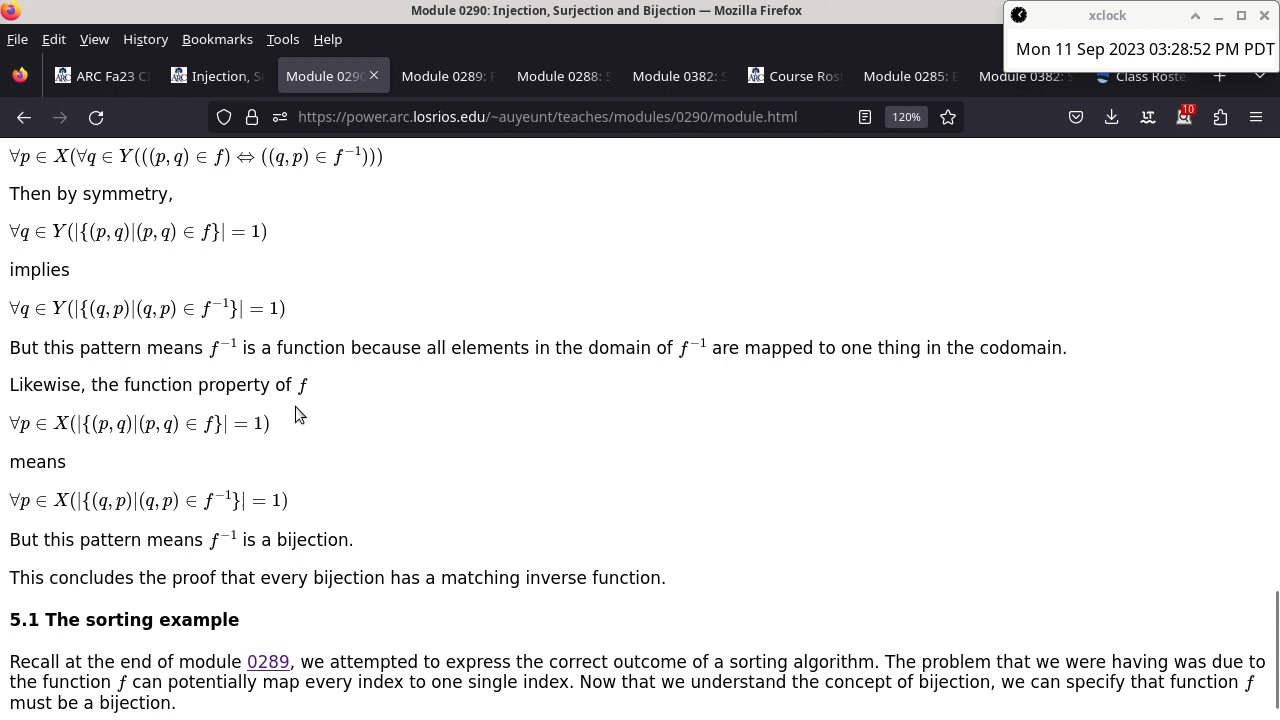 Module 0290: Injection, Surjection and Bijection — Mozilla Firefox
xclock
Mon 11 Sep 2023 03:28:52 PM PDT
File Edit View History Bookmarks Tools Help
ARC Fa23 C Injection, S Module 0290 Module 0289: F Module 0288: S Module 0382: S Course Ros Module 0285: E Module 0382: S Class Roste
https://power.arc.losrios.edu/~auyeunt/teaches/modules/0290/module.html 120% 10
∀p ∈ X(∀q ∈ Y(((p, q) ∈ f) ⇔ ((q, p) ∈ f⁻¹)))
Then by symmetry,
∀q ∈ Y(|{(p, q)|(p, q) ∈ f}| = 1)
implies
∀q ∈ Y(|{(q, p)|(q, p) ∈ f⁻¹}| = 1)
But this pattern means f⁻¹ is a function because all elements in the domain of f⁻¹ are mapped to one thing in the codomain.
Likewise, the function property of f
∀p ∈ X(|{(p, q)|(p, q) ∈ f}| = 1)
means
∀p ∈ X(|{(q, p)|(q, p) ∈ f⁻¹}| = 1)
But this pattern means f⁻¹ is a bijection.
This concludes the proof that every bijection has a matching inverse function.
5.1 The sorting example
Recall at the end of module 0289, we attempted to express the correct outcome of a sorting algorithm. The problem that we were having was due to
the function f can potentially map every index to one single index. Now that we understand the concept of bijection, we can specify that function f
must be a bijection.